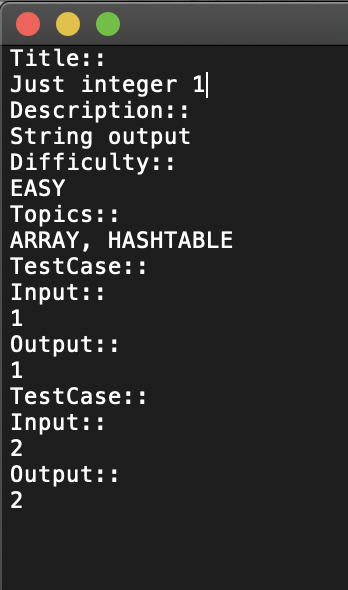 Title::
Just integer 1
Description::
String output
Difficulty::
EASY
Topics::
ARRAY, HASHTABLE
TestCase::
Input::
1
Output::
1
TestCase::
Input::
2
Output::
2